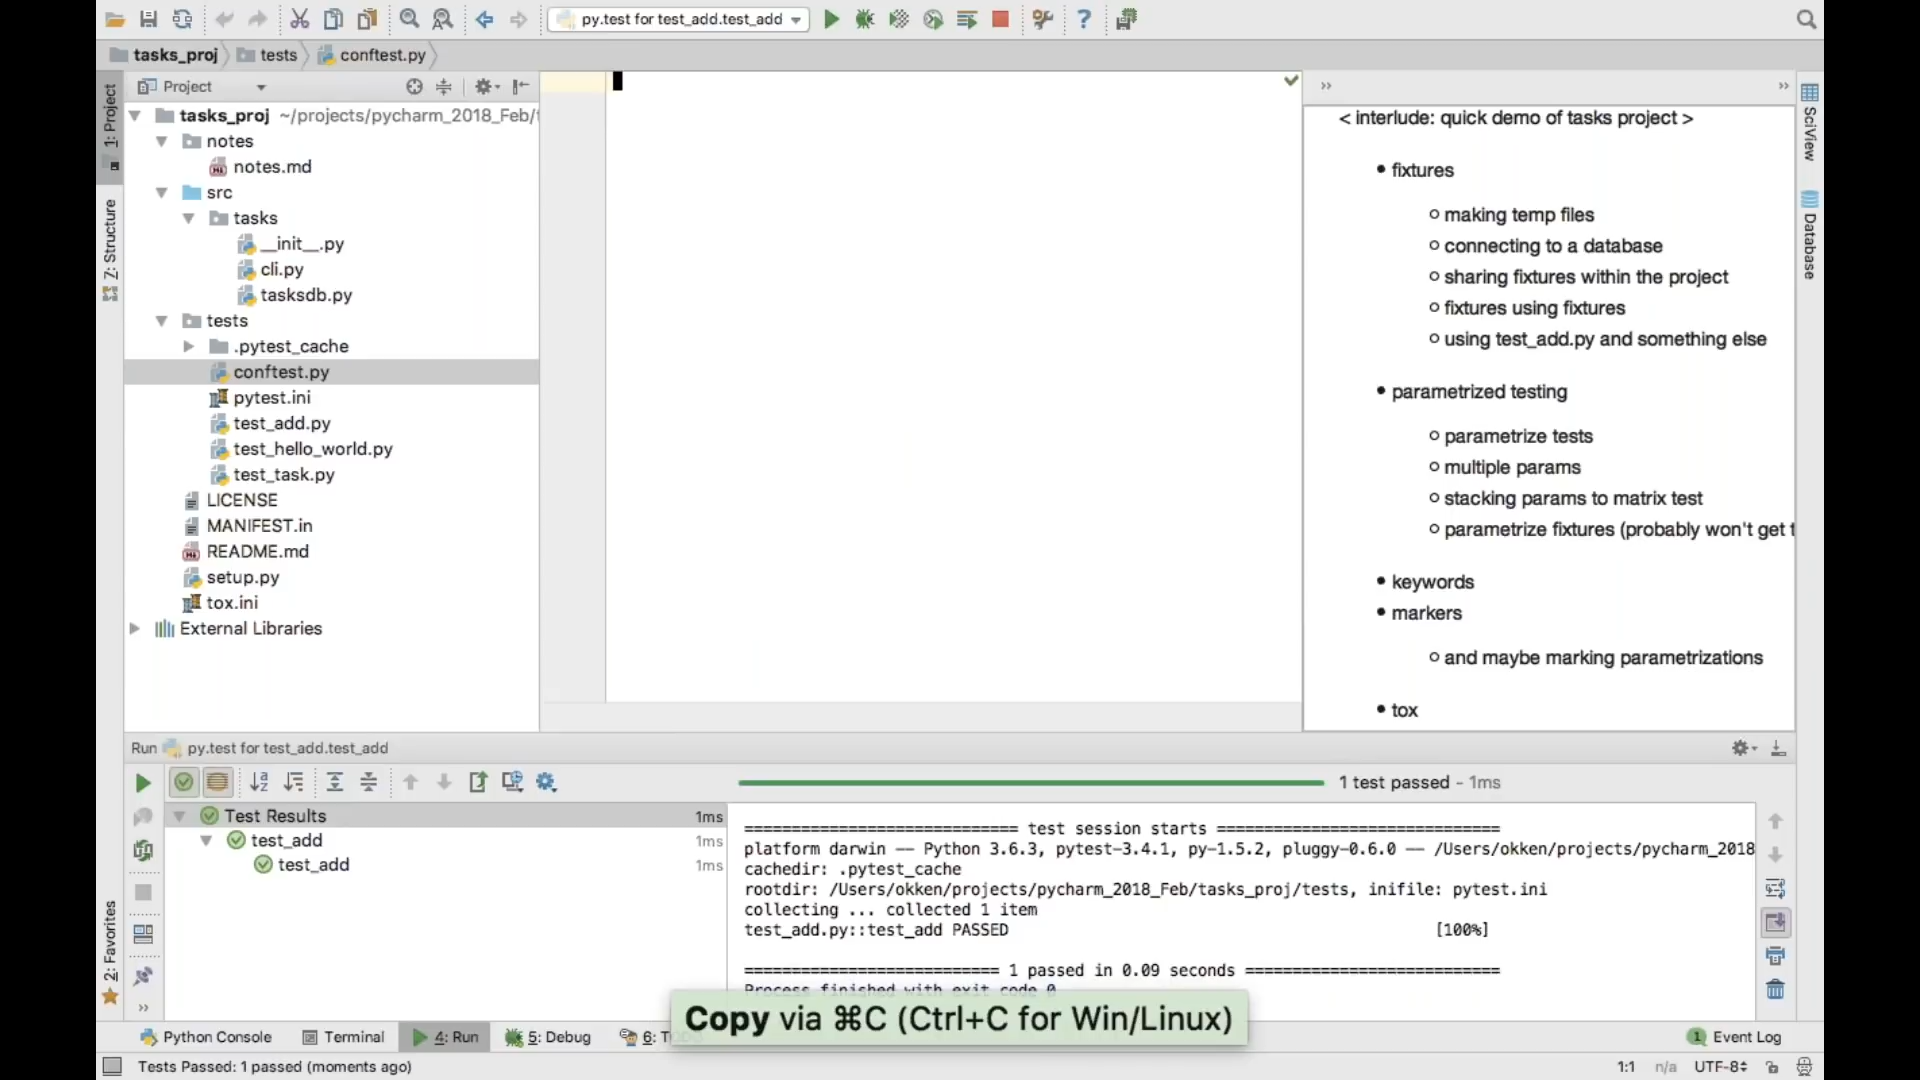 py.test for test_add.test_add
tasks_proj
tests
conftest.py
1: Project
Z: Structure
2: Favorites
Project
tasks_proj ~/projects/pycharm_2018_Feb/
notes
notes.md
src
tasks
__init__.py
cli.py
tasksdb.py
tests
.pytest_cache
conftest.py
pytest.ini
test_add.py
test_hello_world.py
test_task.py
LICENSE
MANIFEST.in
README.md
setup.py
tox.ini
External Libraries
< interlude: quick demo of tasks project >
• fixtures
○ making temp files
○ connecting to a database
○ sharing fixtures within the project
○ fixtures using fixtures
○ using test_add.py and something else
• parametrized testing
○ parametrize tests
○ multiple params
○ stacking params to matrix test
○ parametrize fixtures (probably won't get
• keywords
• markers
○ and maybe marking parametrizations
• tox
SciView
Database
Run py.test for test_add.test_add
1 test passed - 1ms
Test Results 1ms
test_add 1ms
test_add 1ms
============================ test session starts =============================
platform darwin -- Python 3.6.3, pytest-3.4.1, py-1.5.2, pluggy-0.6.0 -- /Users/okken/projects/pycharm_2018
cachedir: .pytest_cache
rootdir: /Users/okken/projects/pycharm_2018_Feb/tasks_proj/tests, inifile: pytest.ini
collecting ... collected 1 item
test_add.py::test_add PASSED [100%]
========================== 1 passed in 0.09 seconds ==========================
Process finished with exit code 0
Copy via ⌘C (Ctrl+C for Win/Linux)
Python Console
Terminal
4: Run
5: Debug
6:
1 Event Log
Tests Passed: 1 passed (moments ago)
1:1 n/a UTF-8